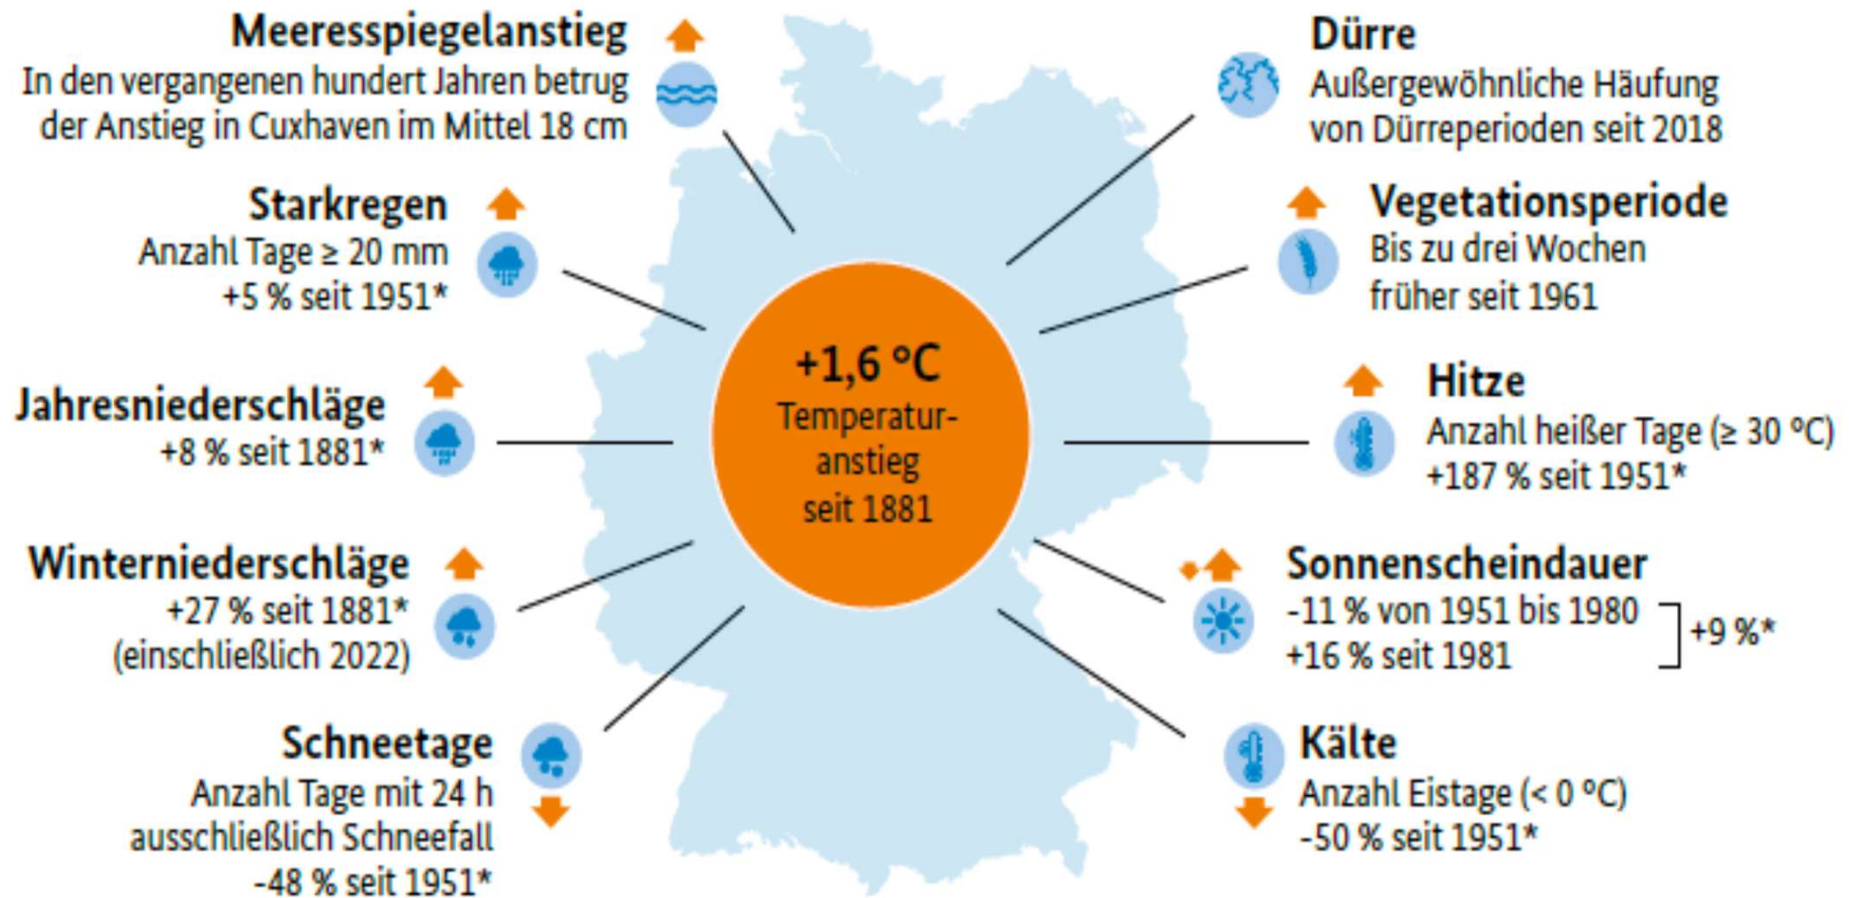 Meeresspiegelanstieg
In den vergangenen hundert Jahren betrug
der Anstieg in Cuxhaven im Mittel 18 cm
Starkregen
Anzahl Tage ≥ 20 mm
+5 % seit 1951*
Jahresniederschläge
+8 % seit 1881*
Winterniederschläge
+27 % seit 1881*
(einschließlich 2022)
Schneetage
Anzahl Tage mit 24 h
ausschließlich Schneefall
-48 % seit 1951*
+1,6 °C
Temperatur-
anstieg
seit 1881
Dürre
Außergewöhnliche Häufung
von Dürreperioden seit 2018
Vegetationsperiode
Bis zu drei Wochen
früher seit 1961
Hitze
Anzahl heißer Tage (≥ 30 °C)
+187 % seit 1951*
Sonnenscheindauer
-11 % von 1951 bis 1980
+16 % seit 1981
+9 %*
Kälte
Anzahl Eistage (< 0 °C)
-50 % seit 1951*